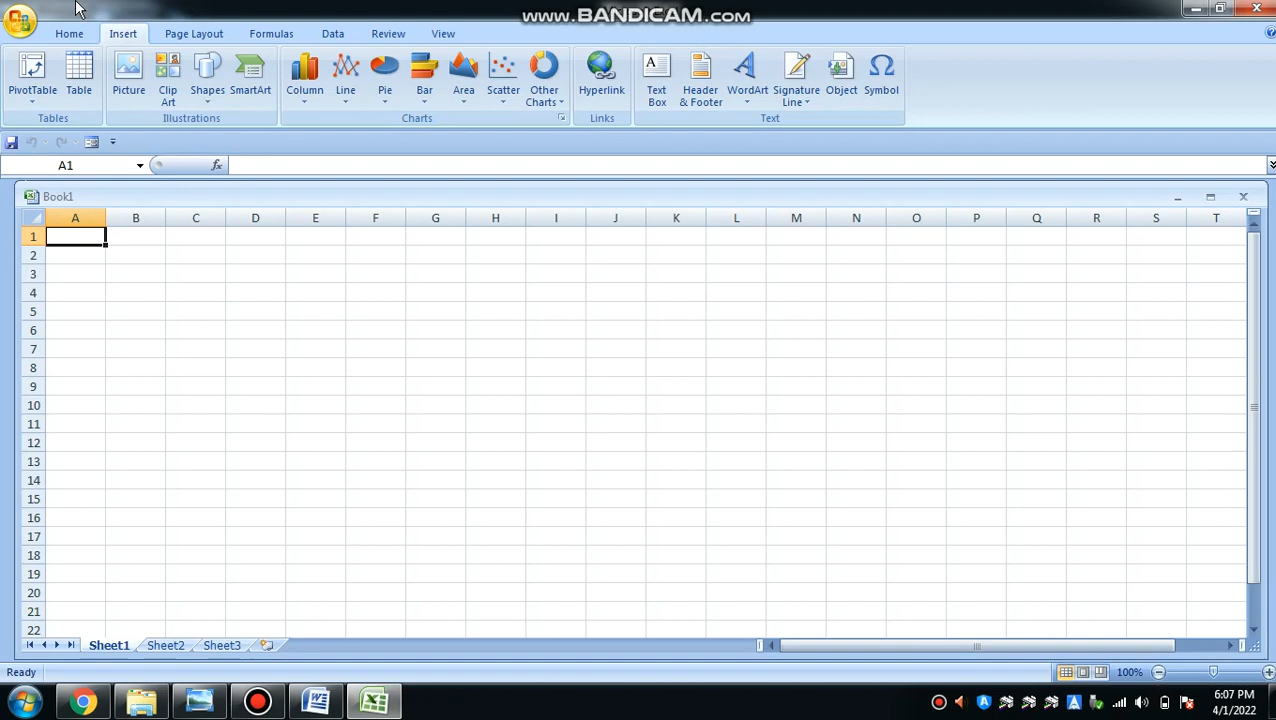 www.BANDICAM.com
Home Insert Page Layout Formulas Data Review View
PivotTable Table Picture Clip Art Shapes SmartArt Column Line Pie Bar Area Scatter Other Charts Hyperlink Text Box Header & Footer WordArt Signature Line Object Symbol
Tables Illustrations Charts Links Text
A1 fx
Book1
A B C D E F G H I J K L M N O P Q R S T
1
2
3
4
5
6
7
8
9
10
11
12
13
14
15
16
17
18
19
20
21
22
Sheet1 Sheet2 Sheet3
Ready 100%
6:07 PM
4/1/2022